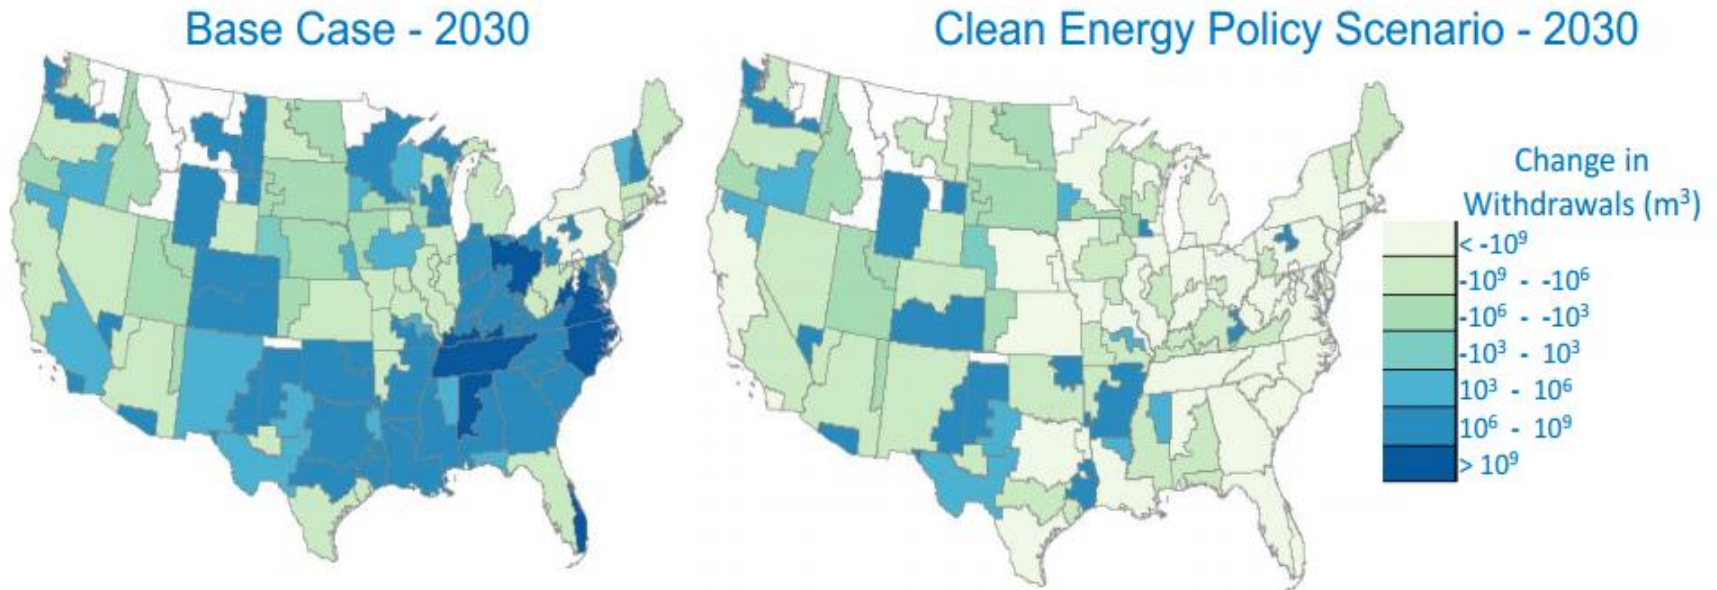 Base Case - 2030
Clean Energy Policy Scenario - 2030
Change in
Withdrawals (m³)
< -10⁹
-10⁹ - -10⁶
-10⁶ - -10³
-10³ - 10³
10³ - 10⁶
10⁶ - 10⁹
> 10⁹